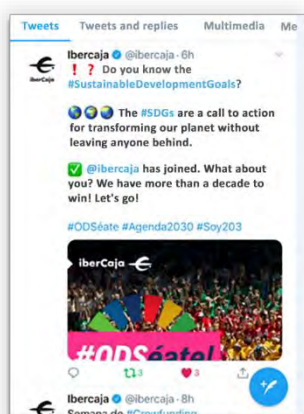 Tweets Tweets and replies Multimedia Me
Ibercaja @ibercaja · 6h
❗ ❓ Do you know the
#SustainableDevelopmentGoals?
🌍🌎🌏 The #SDGs are a call to action
for transforming our planet without
leaving anyone behind.
✅ @ibercaja has joined. What about
you? We have more than a decade to
win! Let's go!
#ODSéate #Agenda2030 #Soy203
iberCaja
iberCaja
#ODSéate!
3 3
Ibercaja @ibercaja · 8h
Semana de #Crowfunding